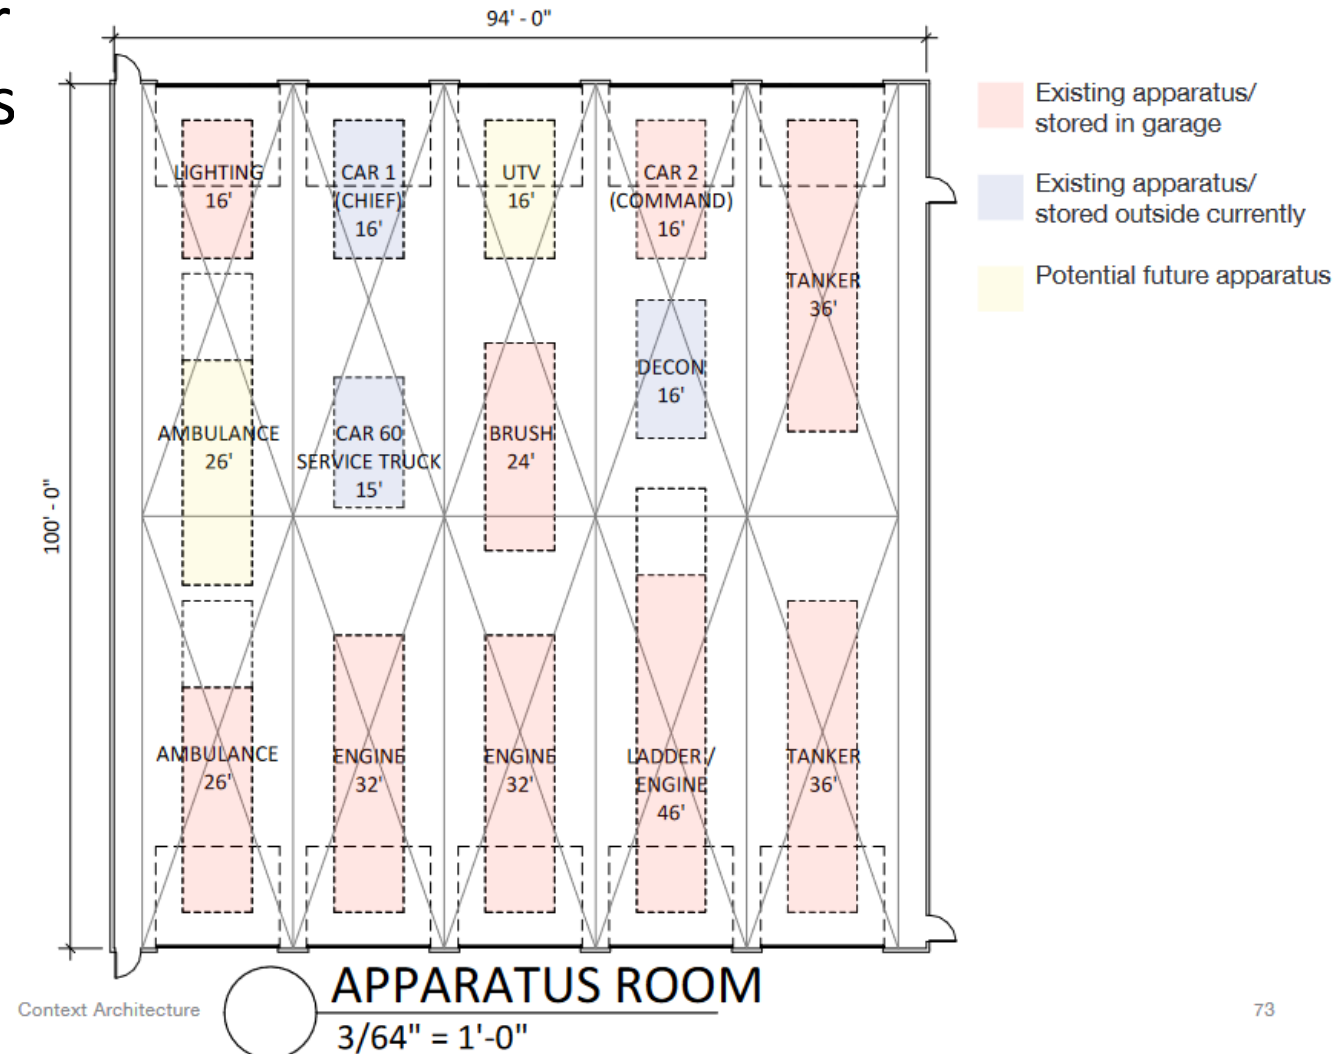 r
s
94' - 0"
100' - 0"
LIGHTING
16'
CAR 1
(CHIEF)
16'
UTV
16'
CAR 2
(COMMAND)
16'
TANKER
36'
DECON
16'
AMBULANCE
26'
CAR 60
SERVICE TRUCK
15'
BRUSH
24'
AMBULANCE
26'
ENGINE
32'
ENGINE
32'
LADDER /
ENGINE
46'
TANKER
36'
Existing apparatus/
stored in garage
Existing apparatus/
stored outside currently
Potential future apparatus
APPARATUS ROOM
3/64" = 1'-0"
Context Architecture
73